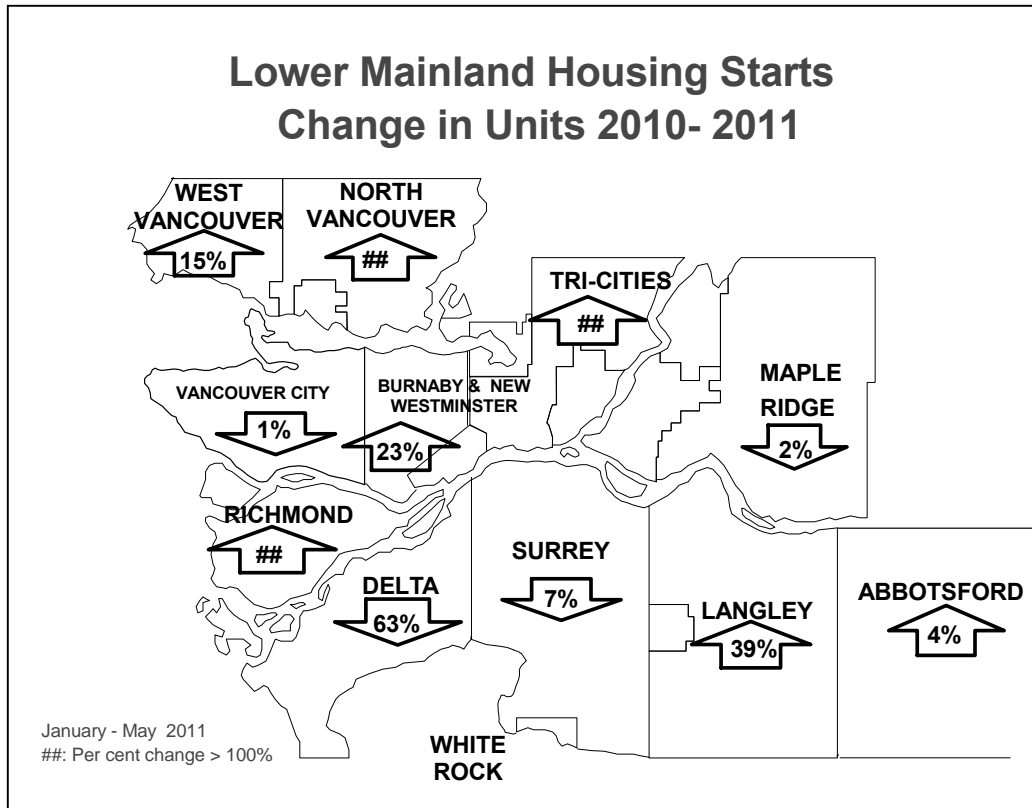 Lower Mainland Housing Starts
Change in Units 2010- 2011
WEST
VANCOUVER
15%
NORTH
VANCOUVER
##
TRI-CITIES
##
VANCOUVER CITY
1%
BURNABY & NEW
WESTMINSTER
23%
MAPLE
RIDGE
2%
RICHMOND
##
DELTA
63%
SURREY
7%
LANGLEY
39%
ABBOTSFORD
4%
WHITE
ROCK
January - May 2011
##: Per cent change > 100%